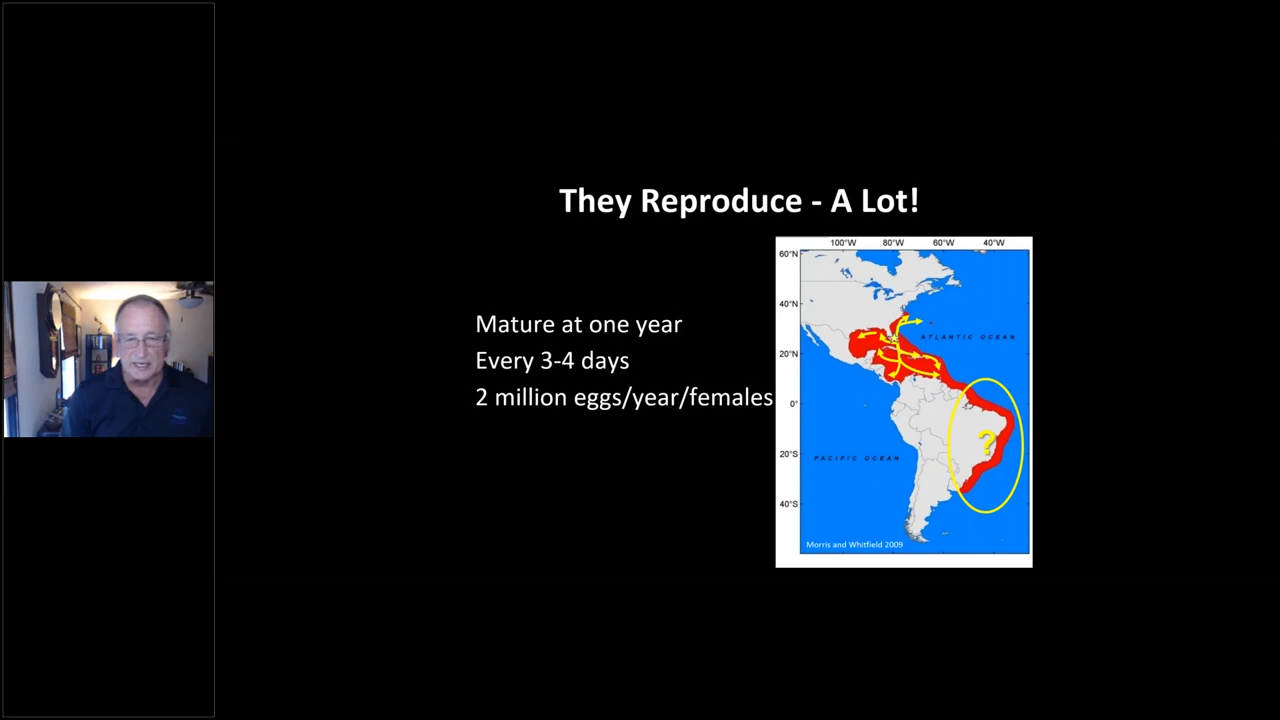 They Reproduce - A Lot!
Mature at one year
Every 3-4 days
2 million eggs/year/females
100°W 80°W 60°W 40°W
60°N
40°N
ATLANTIC OCEAN
20°N
0°
?
20°S
PACIFIC OCEAN
40°S
Morris and Whitfield 2009